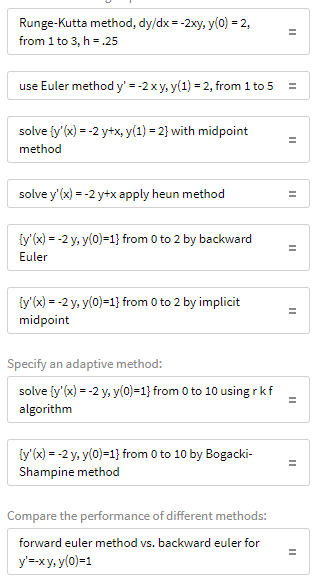 Runge-Kutta method, dy/dx = -2xy, y(0) = 2,
from 1 to 3, h = .25
=
use Euler method y' = -2 x y, y(1) = 2, from 1 to 5
=
solve {y'(x) = -2 y+x, y(1) = 2} with midpoint
method
=
solve y'(x) = -2 y+x apply heun method
=
{y'(x) = -2 y, y(0)=1} from 0 to 2 by backward
Euler
=
{y'(x) = -2 y, y(0)=1} from 0 to 2 by implicit
midpoint
=
Specify an adaptive method:
solve {y'(x) = -2 y, y(0)=1} from 0 to 10 using r k f
algorithm
=
{y'(x) = -2 y, y(0)=1} from 0 to 10 by Bogacki-
Shampine method
=
Compare the performance of different methods:
forward euler method vs. backward euler for
y'=-x y, y(0)=1
=